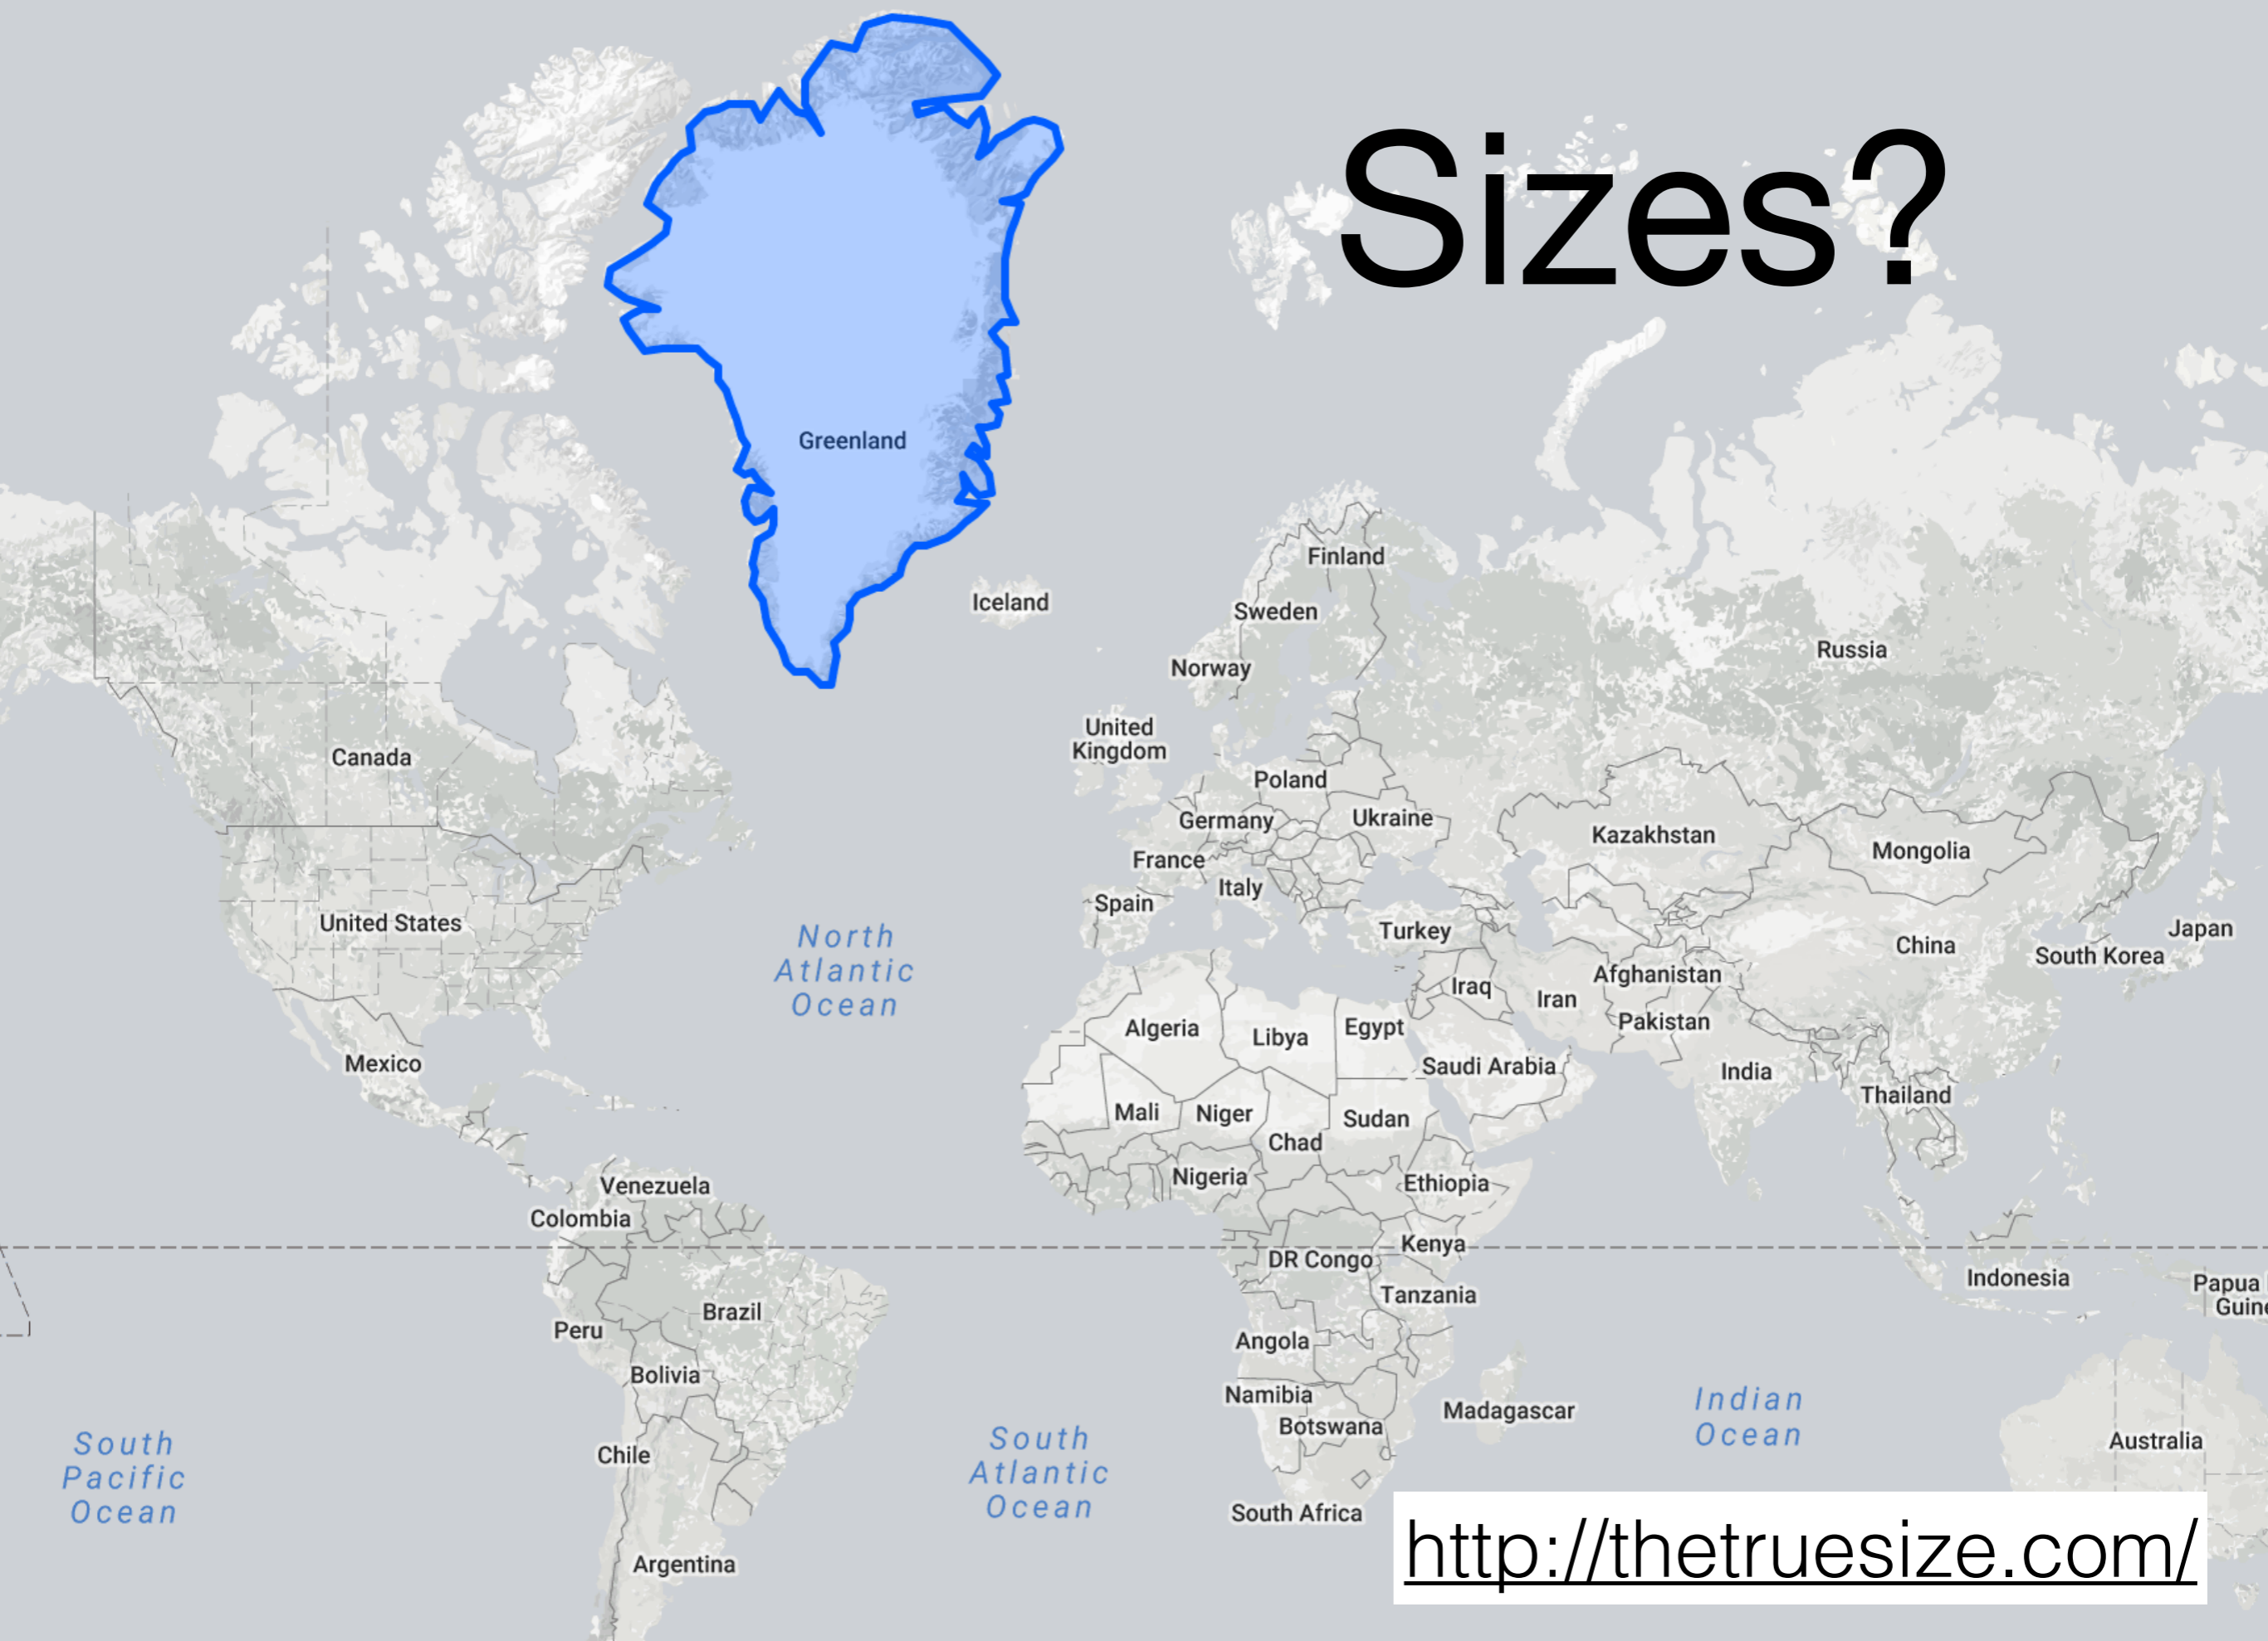 Sizes?
Greenland
Iceland
Finland
Sweden
Norway
Russia
United
Kingdom
Canada
Poland
Germany
Ukraine
Kazakhstan
Mongolia
France
Italy
Spain
United States
Turkey
China
Japan
South Korea
North
Atlantic
Ocean
Afghanistan
Iraq
Iran
Pakistan
Algeria
Libya
Egypt
Mexico
Saudi Arabia
India
Thailand
Mali
Niger
Sudan
Chad
Nigeria
Ethiopia
Venezuela
Colombia
Kenya
DR Congo
Indonesia
Papua
Tanzania
Brazil
Peru
Angola
Bolivia
Namibia
Botswana
Madagascar
Indian
Ocean
Chile
Australia
South
Pacific
Ocean
South
Atlantic
Ocean
South Africa
Argentina
http://thetruesize.com/